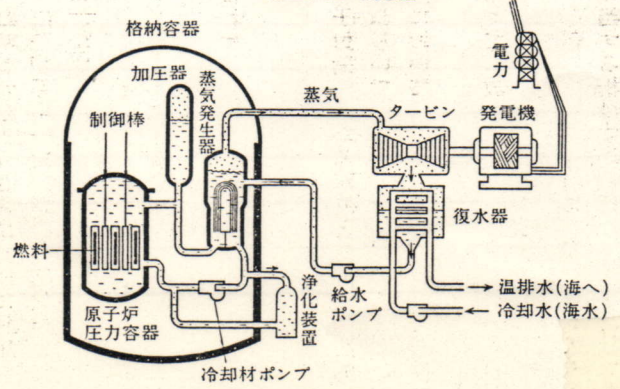 格納容器
加圧器
蒸気発生器
制御棒
燃料
原子炉
圧力容器
冷却材ポンプ
浄化装置
蒸気
タービン
発電機
電力
復水器
給水
ポンプ
温排水(海へ)
冷却水(海水)